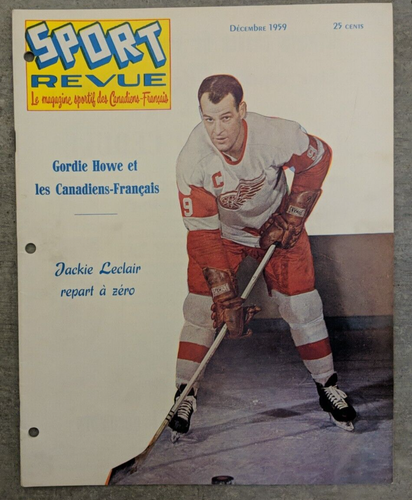 SPORT
REVUE
Le magazine sportif des Canadiens-Français
DÉCEMBRE 1959
25 CENTS
Gordie Howe et
les Canadiens-Français
Jackie Leclair
repart à zéro
C
9